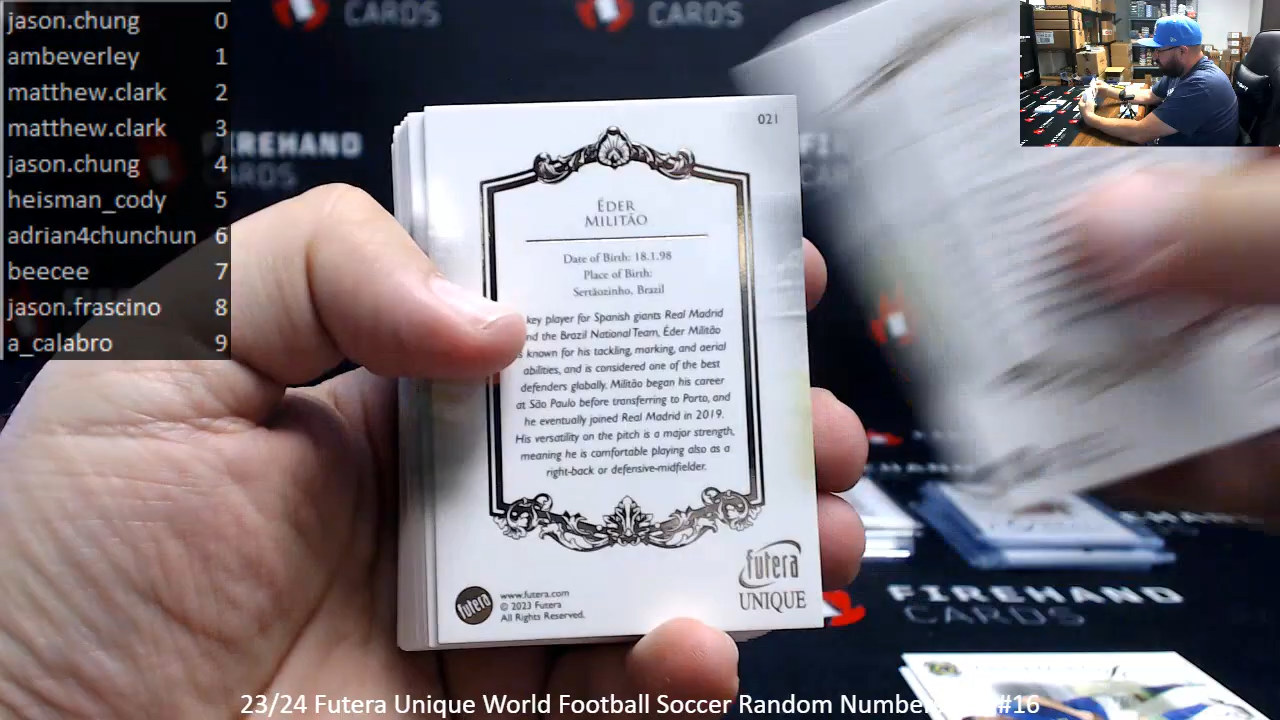 jason.chung 0
ambeverley 1
matthew.clark 2
matthew.clark 3
jason.chung 4
heisman_cody 5
adrian4chunchun 6
beecee 7
jason.frascino 8
a_calabro 9
CARDS
CARDS
FIREHAND
CARDS
021
ÉDER
MILITÃO
Date of Birth: 18.1.98
Place of Birth:
Sertãozinho, Brazil
key player for Spanish giants Real Madrid
nd the Brazil National Team, Éder Militão
s known for his tackling, marking, and aerial
abilities, and is considered one of the best
defenders globally. Militão began his career
at São Paulo before transferring to Porto, and
he eventually joined Real Madrid in 2019.
His versatility on the pitch is a major strength,
meaning he is comfortable playing also as a
right-back or defensive-midfielder.
futera
UNIQUE
futera
www.futera.com
© 2023 Futera
All Rights Reserved.
FIREHAND
CARDS
23/24 Futera Unique World Football Soccer Random Number #16